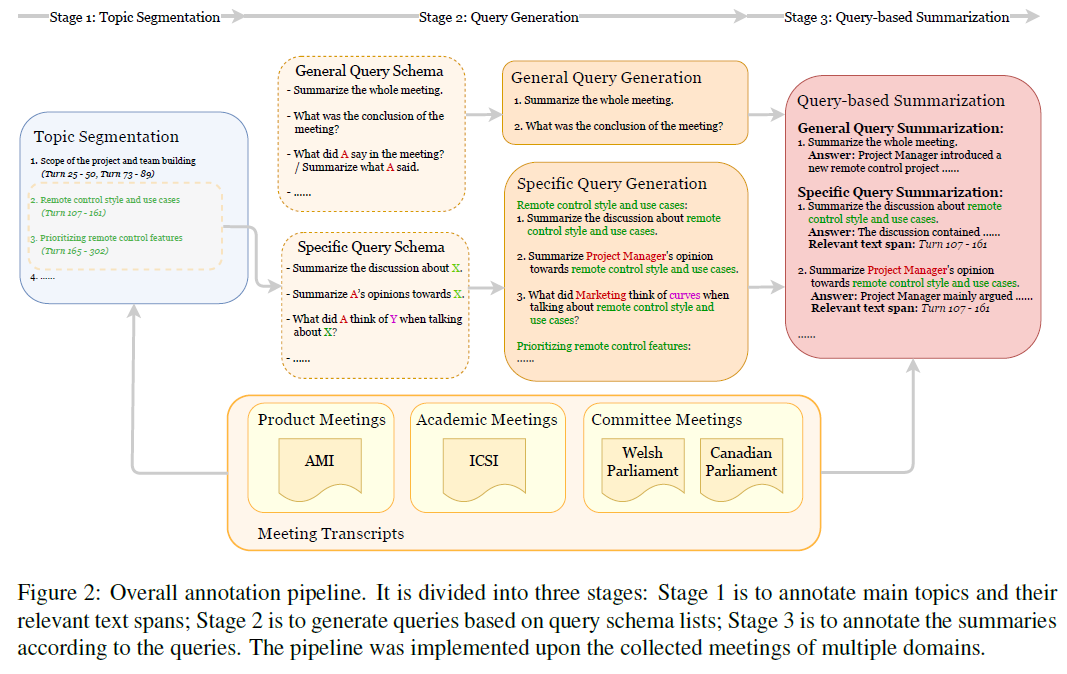 Stage 1: Topic Segmentation
Stage 2: Query Generation
Stage 3: Query-based Summarization
Topic Segmentation
1. Scope of the project and team building
(Turn 25 - 50, Turn 73 - 89)
2. Remote control style and use cases
(Turn 107 - 161)
3. Prioritizing remote control features
(Turn 165 - 302)
4. ......
General Query Schema
- Summarize the whole meeting.
- What was the conclusion of the
meeting?
- What did A say in the meeting?
/ Summarize what A said.
- ......
Specific Query Schema
- Summarize the discussion about X.
- Summarize A's opinions towards X.
- What did A think of Y when talking
about X?
- ......
General Query Generation
1. Summarize the whole meeting.
2. What was the conclusion of the meeting?
Specific Query Generation
Remote control style and use cases:
1. Summarize the discussion about remote
control style and use cases.
2. Summarize Project Manager's opinion
towards remote control style and use cases.
3. What did Marketing think of curves when
talking about remote control style and
use cases?
Prioritizing remote control features:
......
Query-based Summarization
General Query Summarization:
1. Summarize the whole meeting.
Answer: Project Manager introduced a
new remote control project ......
Specific Query Summarization:
1. Summarize the discussion about remote
control style and use cases.
Answer: The discussion contained ......
Relevant text span: Turn 107 - 161
2. Summarize Project Manager's opinion
towards remote control style and use cases.
Answer: Project Manager mainly argued ......
Relevant text span: Turn 107 - 161
......
Product Meetings
AMI
Academic Meetings
ICSI
Committee Meetings
Welsh
Parliament
Canadian
Parliament
Meeting Transcripts
Figure 2: Overall annotation pipeline. It is divided into three stages: Stage 1 is to annotate main topics and their
relevant text spans; Stage 2 is to generate queries based on query schema lists; Stage 3 is to annotate the summaries
according to the queries. The pipeline was implemented upon the collected meetings of multiple domains.